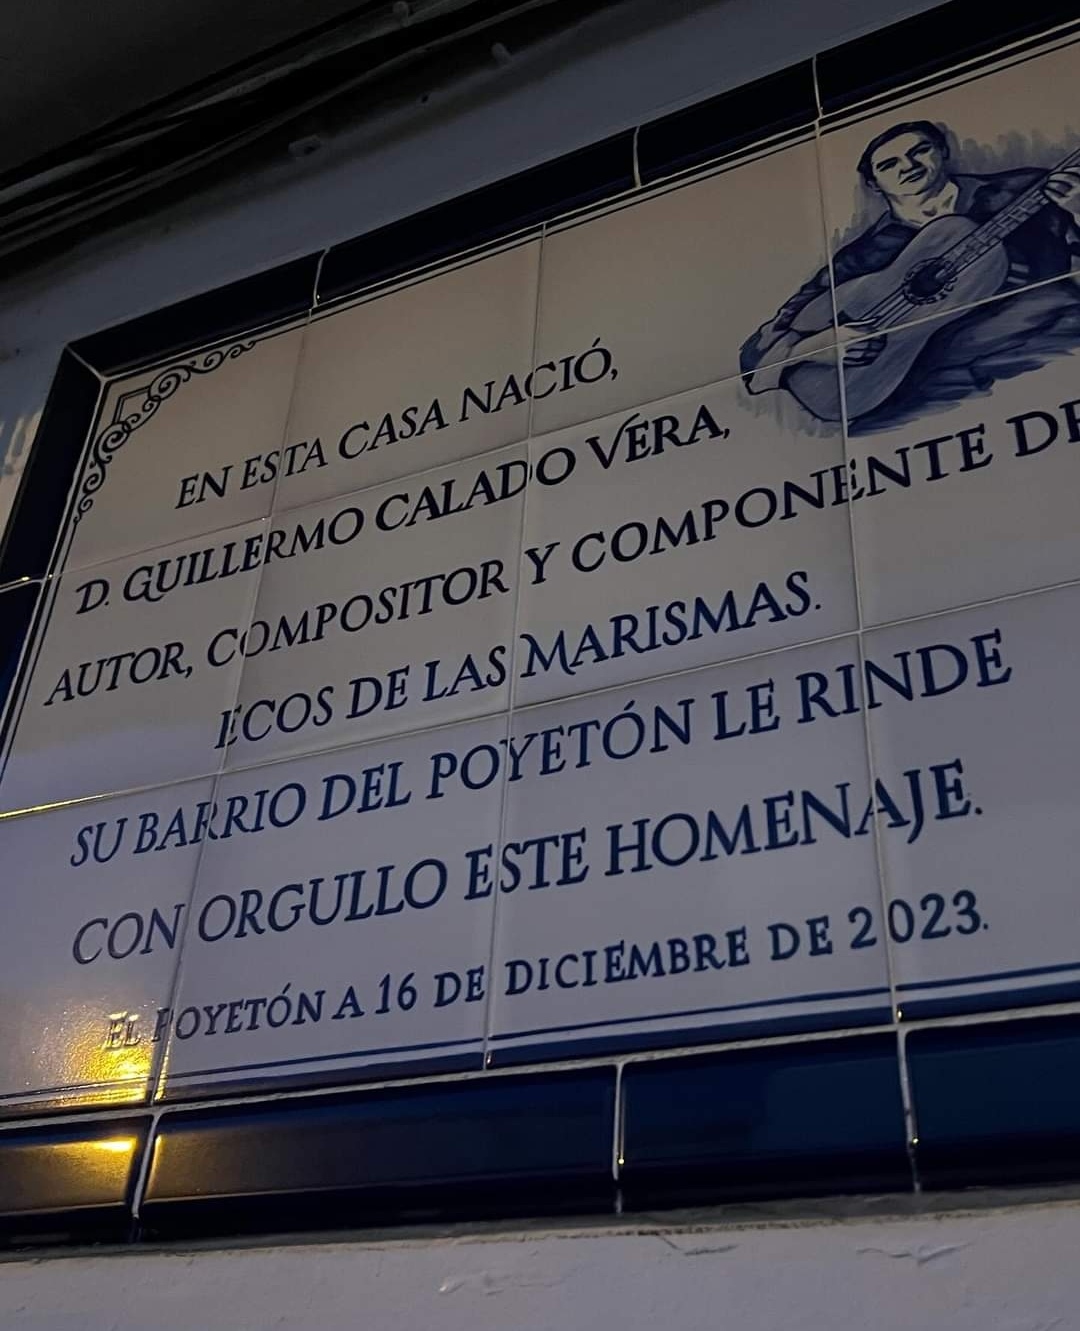 EN ESTA CASA NACIÓ,
D. GUILLERMO CALADO VERA,
AUTOR, COMPOSITOR Y COMPONENTE DE
ECOS DE LAS MARISMAS.
SU BARRIO DEL POYETÓN LE RINDE
CON ORGULLO ESTE HOMENAJE.
EL POYETÓN A 16 DE DICIEMBRE DE 2023.